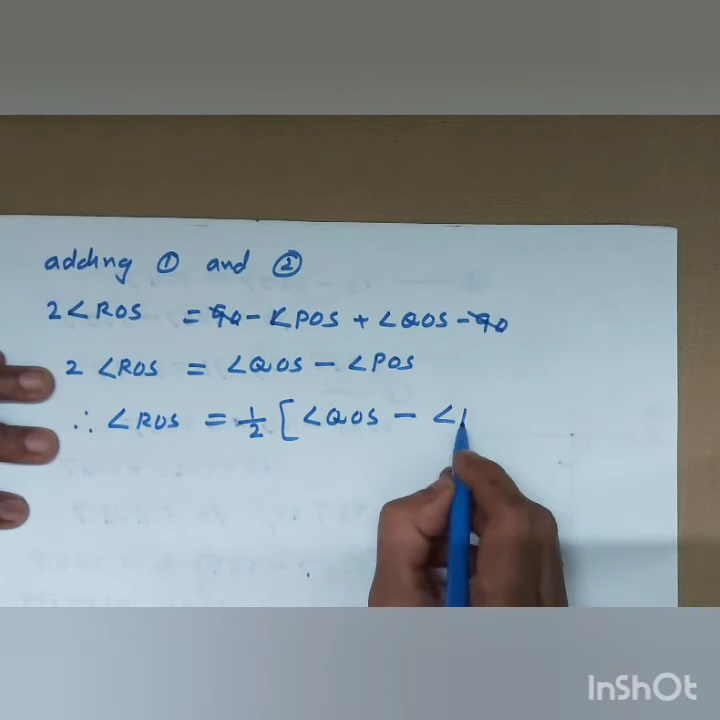 adding ① and ②
2∠ROS = 90 - ∠POS + ∠QOS - 90
2 ∠ROS = ∠QOS - ∠POS
∴ ∠ROS = 1/2 [∠QOS - ∠
InShOt